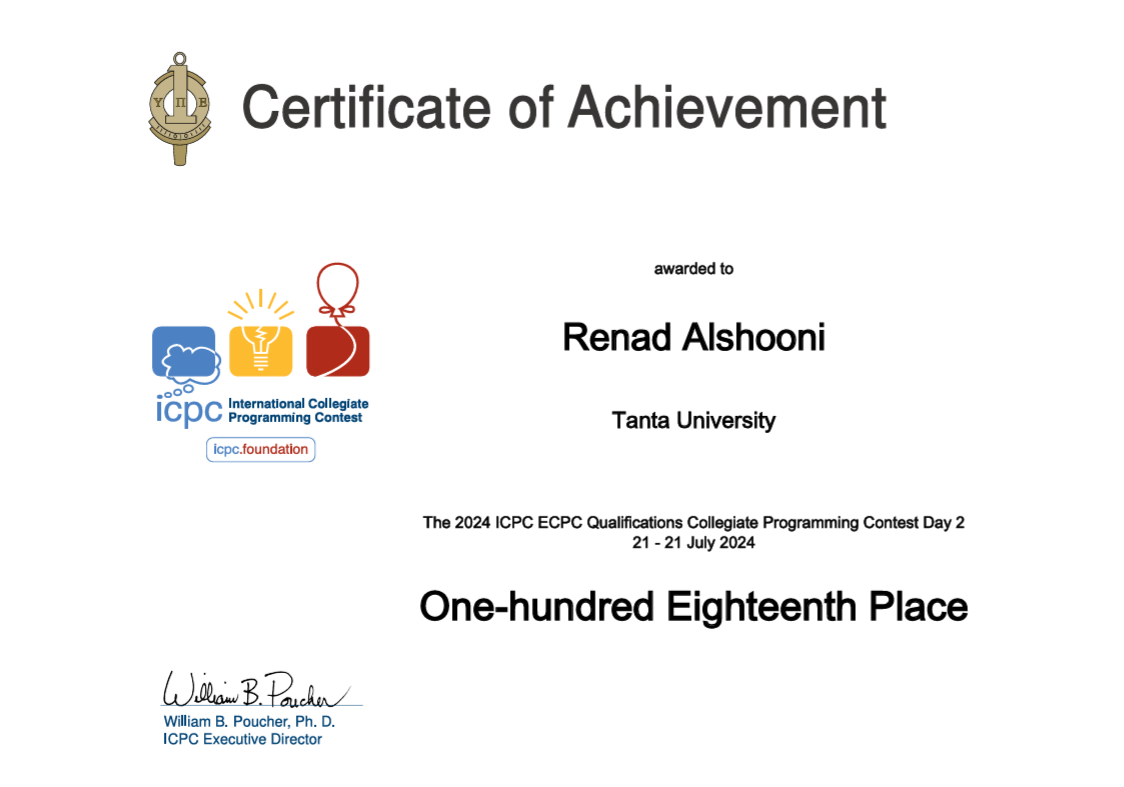 Certificate of Achievement
Υ Π Ε
awarded to
Renad Alshooni
Tanta University
icpc International Collegiate
Programming Contest
icpc.foundation
The 2024 ICPC ECPC Qualifications Collegiate Programming Contest Day 2
21 - 21 July 2024
One-hundred Eighteenth Place
William B. Poucher
William B. Poucher, Ph. D.
ICPC Executive Director